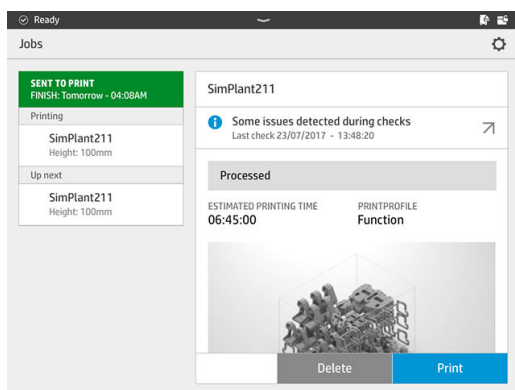 Ready
Jobs
SENT TO PRINT
FINISH: Tomorrow - 04:08AM
Printing
SimPlant211
Height: 100mm
Up next
SimPlant211
Height: 100mm
SimPlant211
Some issues detected during checks
Last check 23/07/2017 - 13:48:20
Processed
ESTIMATED PRINTING TIME
06:45:00
PRINTPROFILE
Function
Delete
Print